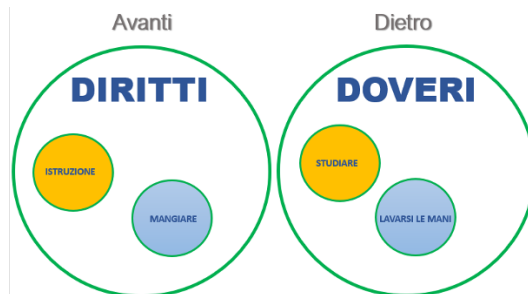 Avanti
Dietro
DIRITTI
DOVERI
ISTRUZIONE
MANGIARE
STUDIARE
LAVARSI LE MANI